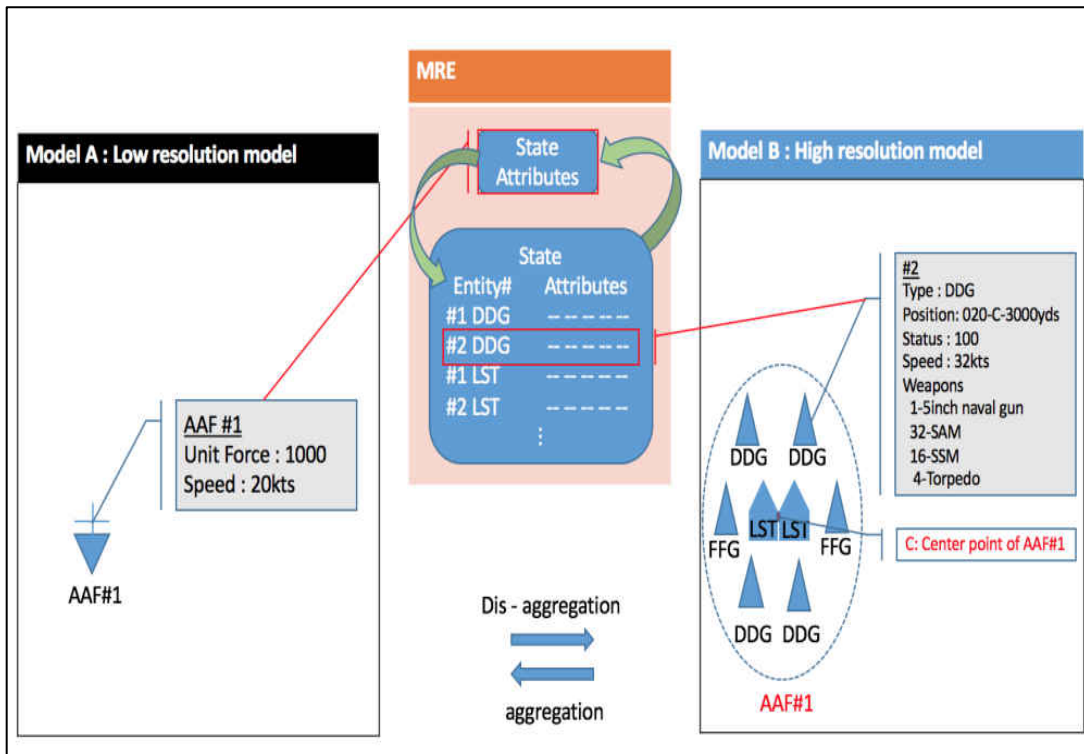 MRE
Model A : Low resolution model
State
Attributes
Model B : High resolution model
State
Entity# Attributes
#1 DDG -- -- -- -- --
#2 DDG -- -- -- -- --
#1 LST -- -- -- -- --
#2 LST -- -- -- -- --
⋮
AAF #1
Unit Force : 1000
Speed : 20kts
AAF#1
#2
Type : DDG
Position: 020-C-3000yds
Status : 100
Speed : 32kts
Weapons
1-5inch naval gun
32-SAM
16-SSM
4-Torpedo
DDG DDG
FFG LST LST FFG
DDG DDG
C: Center point of AAF#1
AAF#1
Dis - aggregation
aggregation